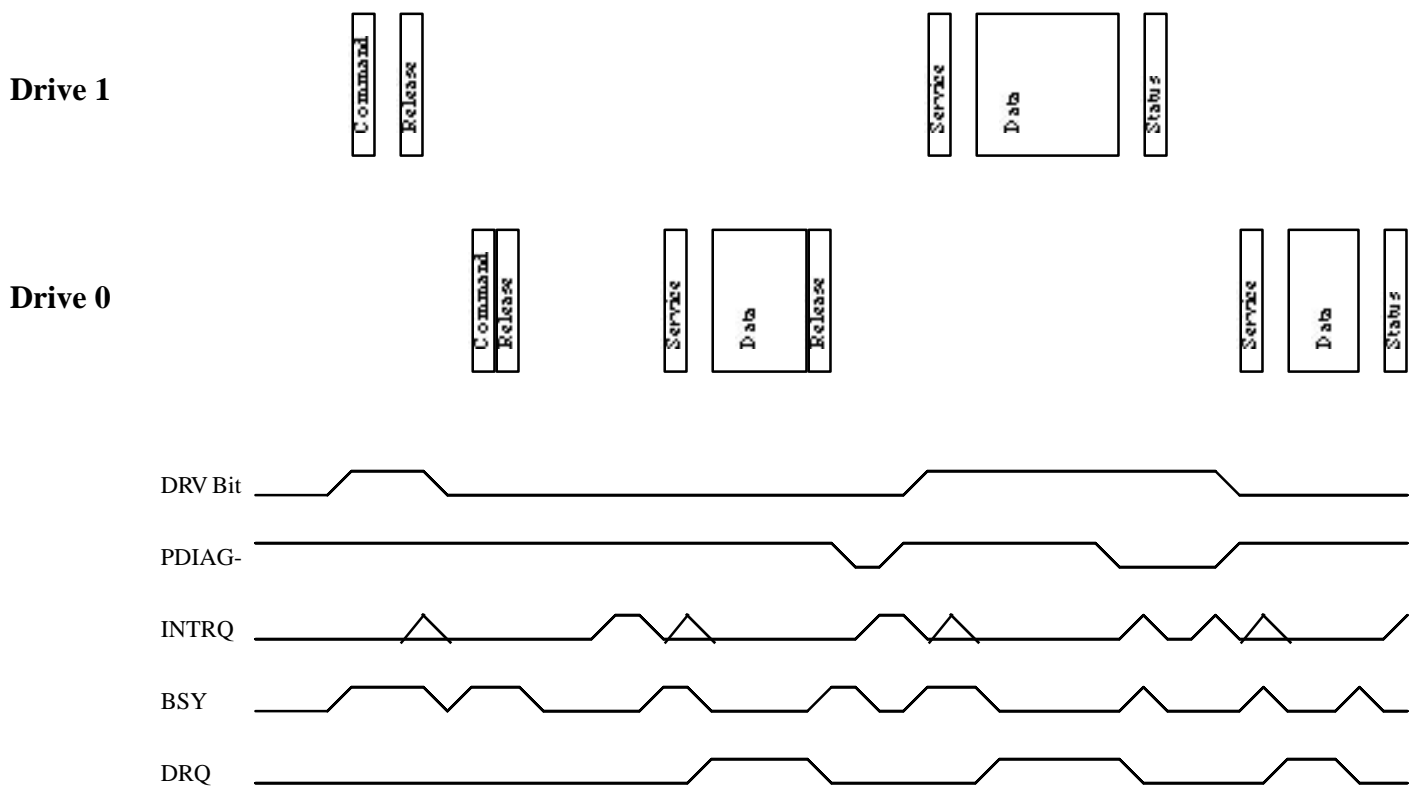 Drive 1
Command
Release
Service
Data
Status
Drive 0
Command
Release
Service
Data
Release
Service
Data
Status
DRV Bit
PDIAG-
INTRQ
BSY
DRQ